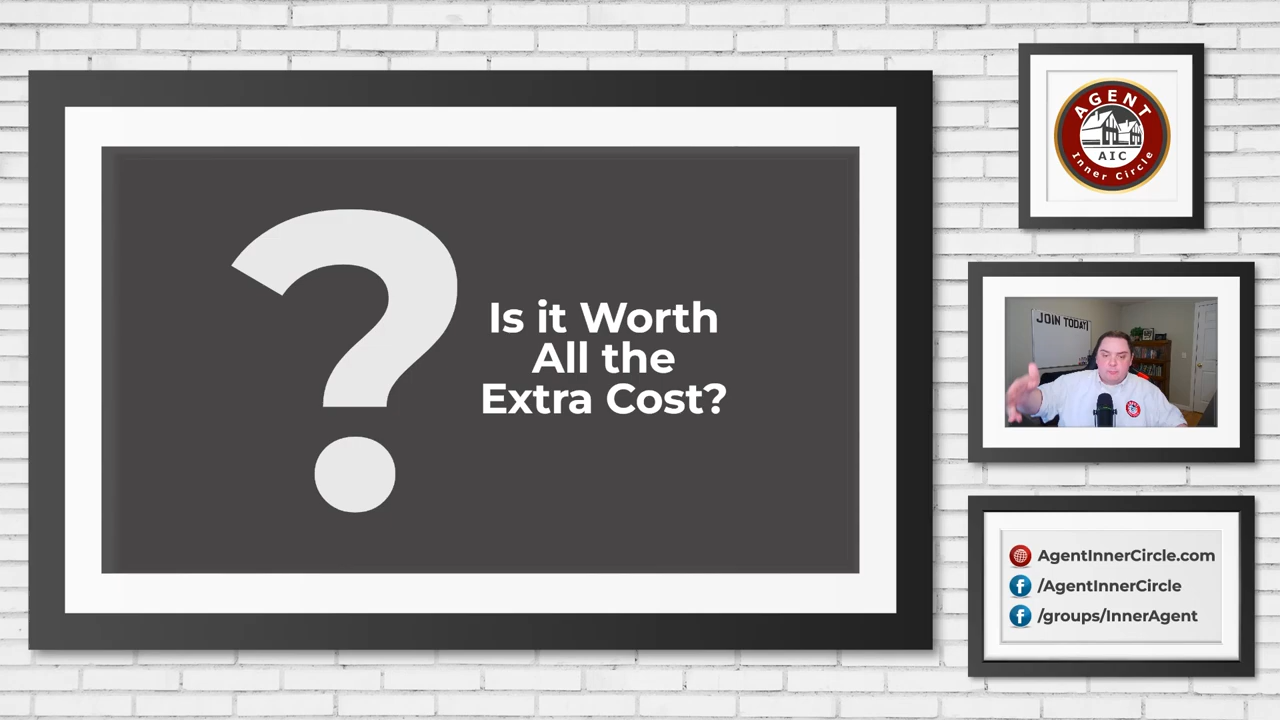 ?
Is it Worth
All the
Extra Cost?
AGENT
AIC
Inner Circle
JOIN TODAY!
AgentInnerCircle.com
/AgentInnerCircle
/groups/InnerAgent